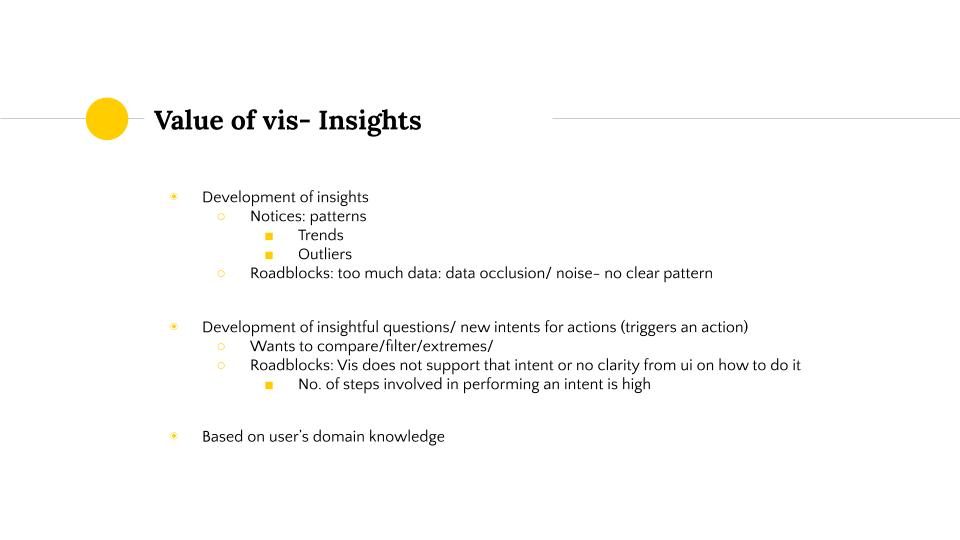 Value of vis- Insights
Development of insights
Notices: patterns
Trends
Outliers
Roadblocks: too much data: data occlusion/ noise- no clear pattern
Development of insightful questions/ new intents for actions (triggers an action)
Wants to compare/filter/extremes/
Roadblocks: Vis does not support that intent or no clarity from ui on how to do it
No. of steps involved in performing an intent is high
Based on user’s domain knowledge